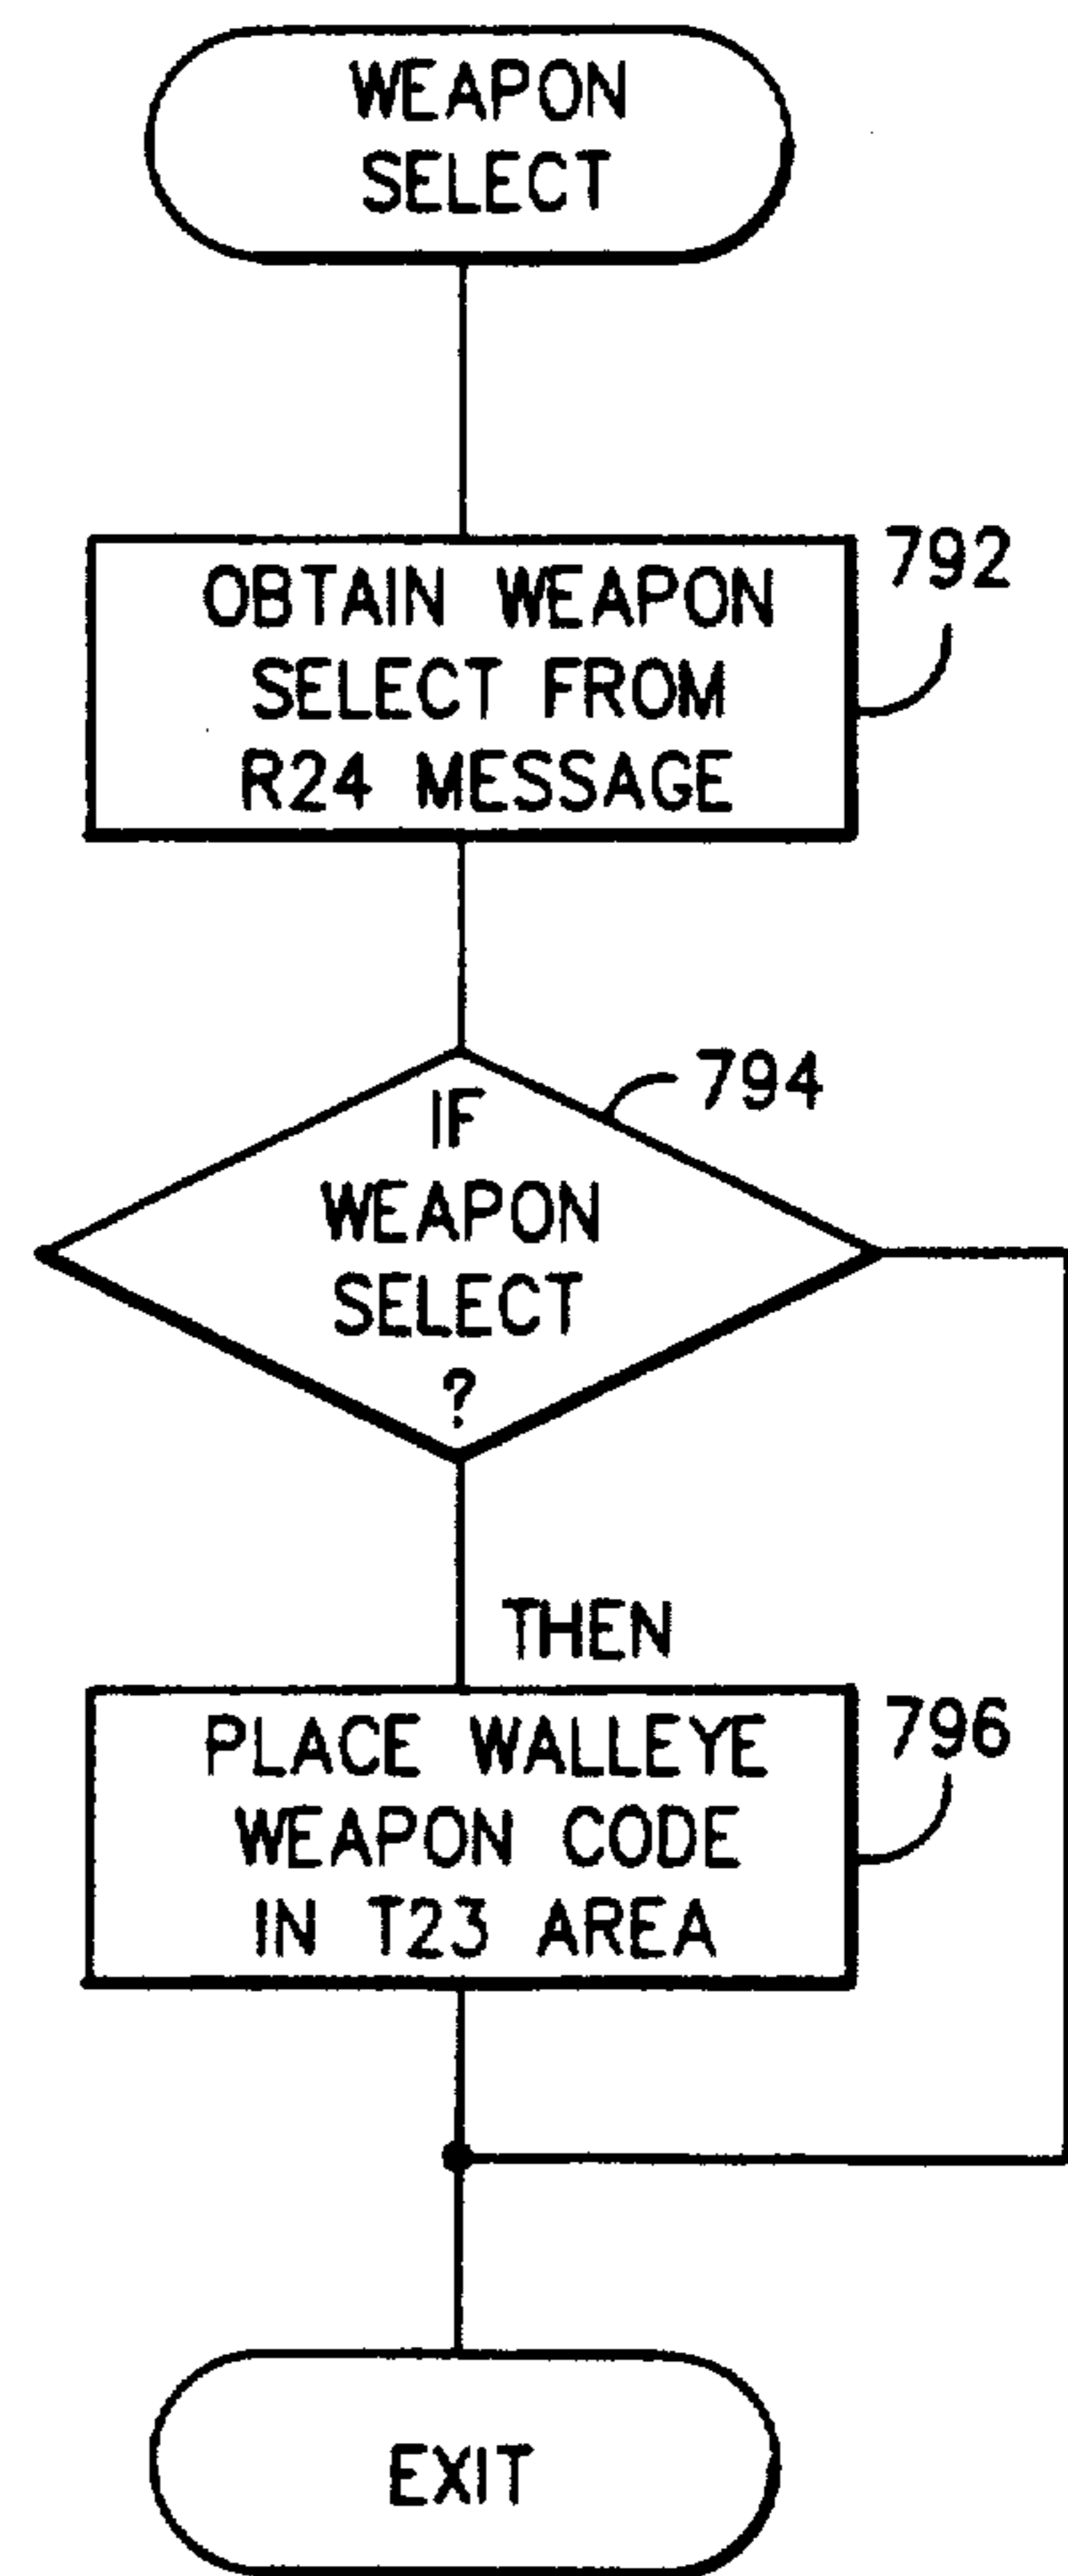 WEAPON
SELECT
OBTAIN WEAPON
SELECT FROM
R24 MESSAGE
792
794
IF
WEAPON
SELECT
?
THEN
PLACE WALLEYE
WEAPON CODE
IN T23 AREA
796
EXIT